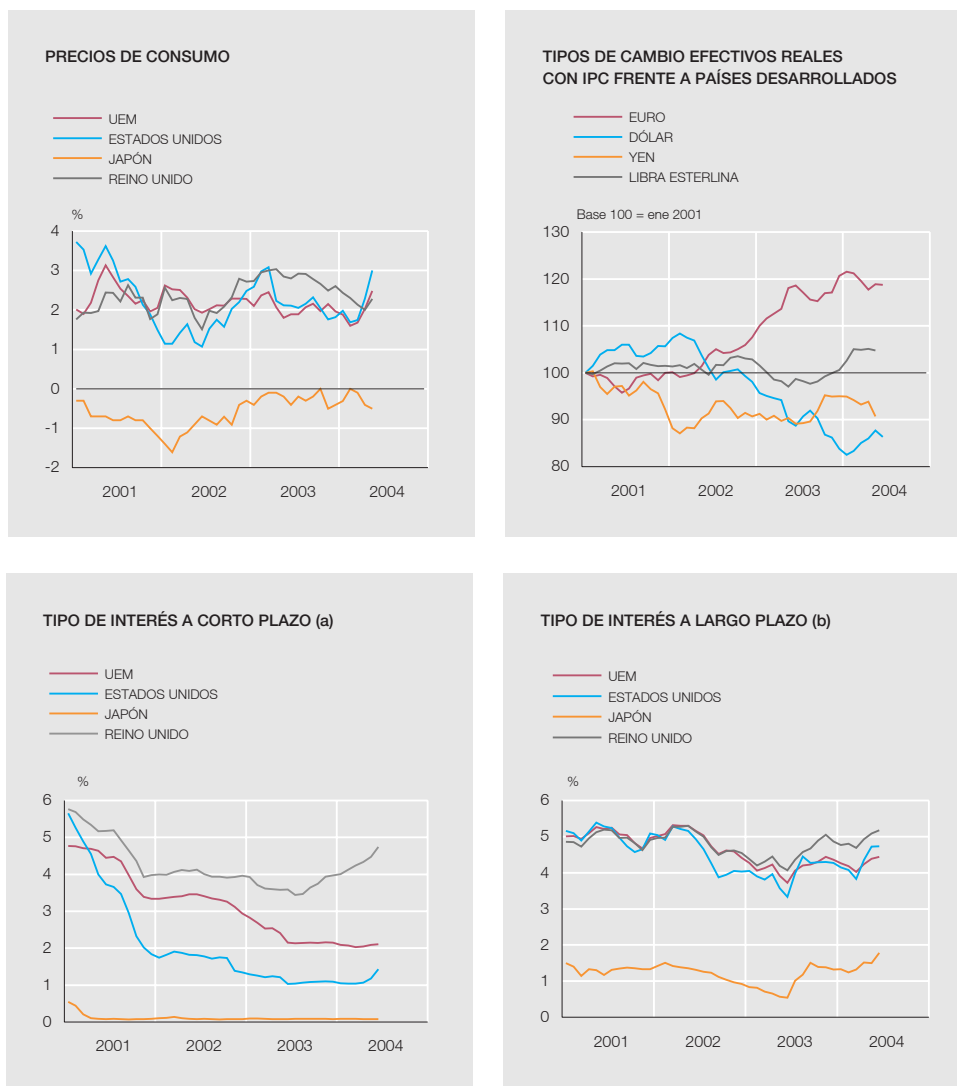 PRECIOS DE CONSUMO
UEM
ESTADOS UNIDOS
JAPÓN
REINO UNIDO
%
4
3
2
1
0
-1
-2
2001 2002 2003 2004
TIPOS DE CAMBIO EFECTIVOS REALES
CON IPC FRENTE A PAÍSES DESARROLLADOS
EURO
DÓLAR
YEN
LIBRA ESTERLINA
Base 100 = ene 2001
130
120
110
100
90
80
2001 2002 2003 2004
TIPO DE INTERÉS A CORTO PLAZO (a)
UEM
ESTADOS UNIDOS
JAPÓN
REINO UNIDO
%
6
5
4
3
2
1
0
2001 2002 2003 2004
TIPO DE INTERÉS A LARGO PLAZO (b)
UEM
ESTADOS UNIDOS
JAPÓN
REINO UNIDO
%
6
5
4
3
2
1
0
2001 2002 2003 2004